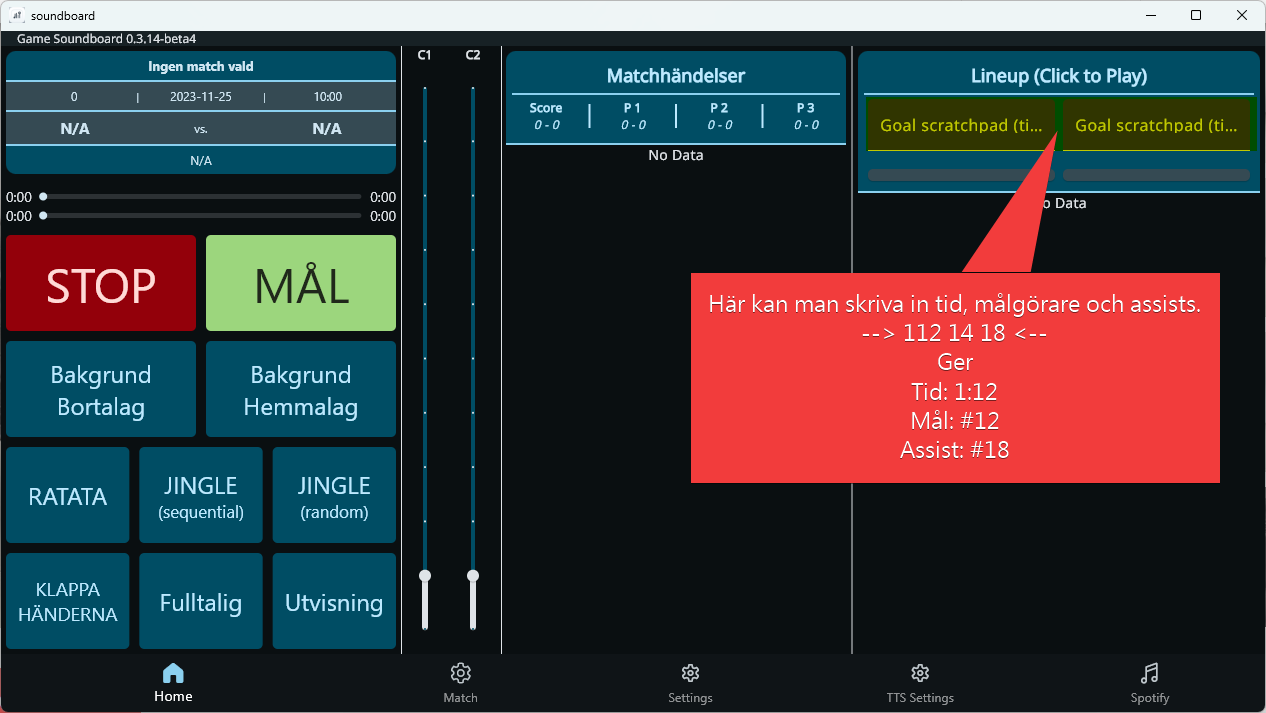 soundboard
Game Soundboard 0.3.14-beta4
Ingen match vald
0 | 2023-11-25 | 10:00
N/A vs. N/A
N/A
0:00 0:00
0:00 0:00
STOP
MÅL
Bakgrund
Bortalag
Bakgrund
Hemmalag
RATATA
JINGLE
(sequential)
JINGLE
(random)
KLAPPA
HÄNDERNA
Fulltalig
Utvisning
C1 C2
Matchhändelser
Score | P 1 | P 2 | P 3
0 - 0 0 - 0 0 - 0 0 - 0
No Data
Lineup (Click to Play)
Goal scratchpad (ti... Goal scratchpad (ti...
o Data
Här kan man skriva in tid, målgörare och assists.
--> 112 14 18 <--
Ger
Tid: 1:12
Mål: #12
Assist: #18
Home
Match
Settings
TTS Settings
Spotify